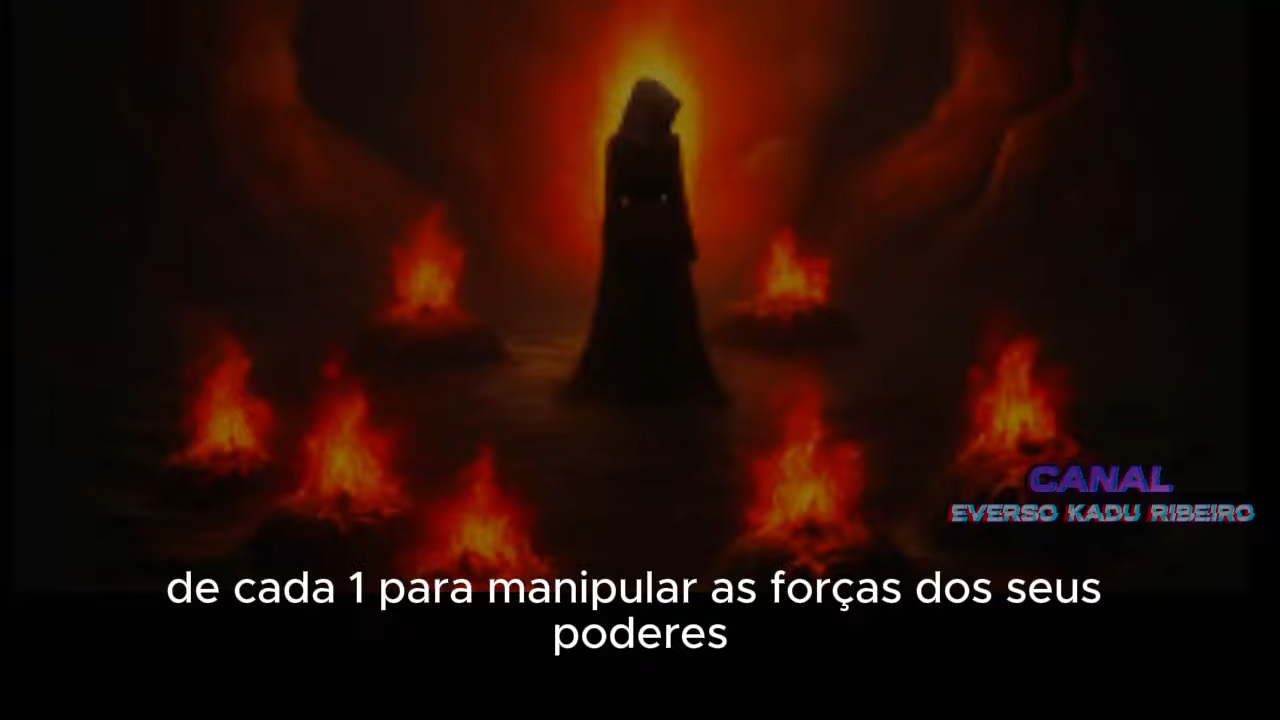 CANAL
EVERSO KADU RIBEIRO
de cada 1 para manipular as forças dos seus
poderes